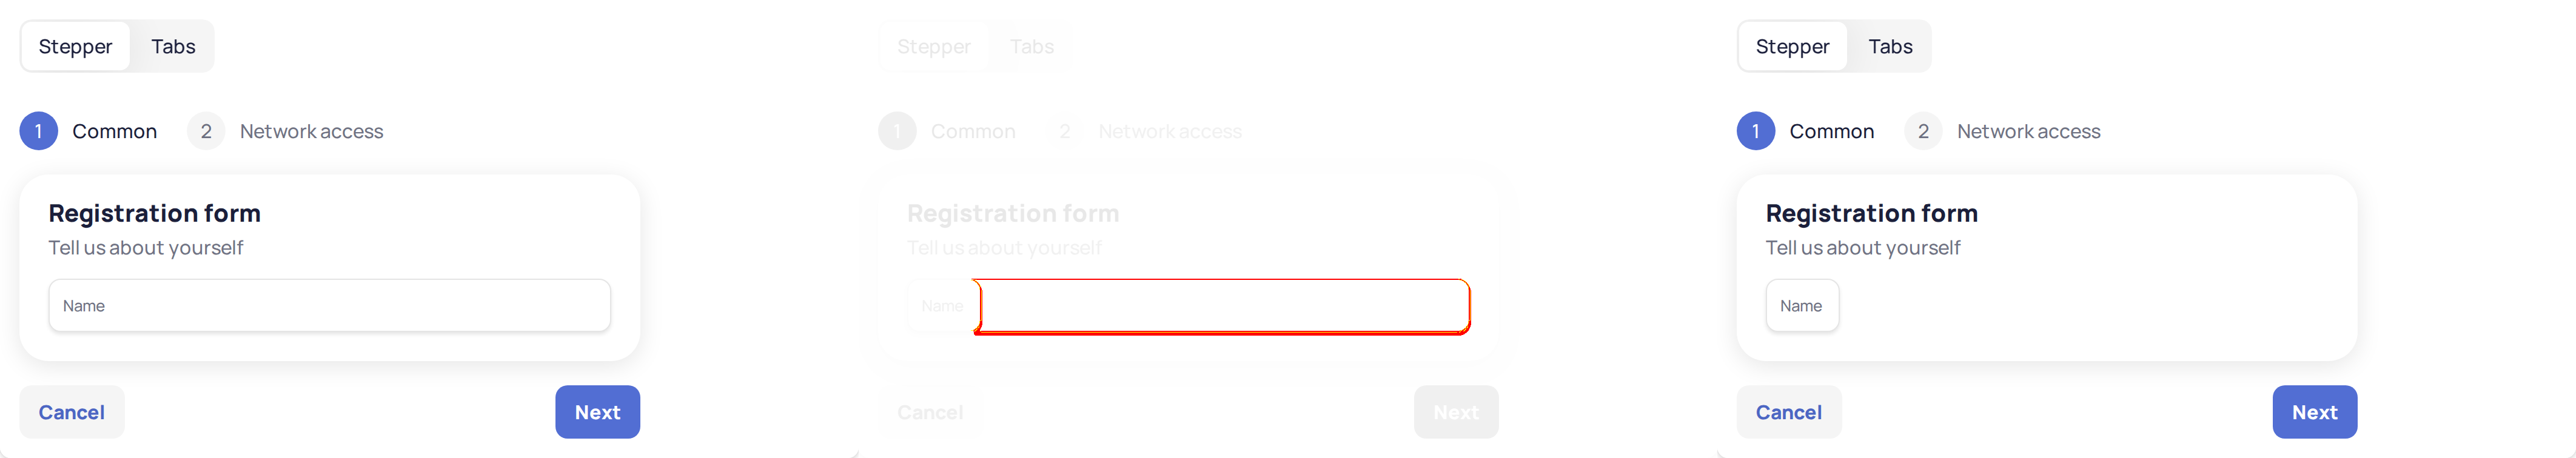 Stepper Tabs
1 Common 2 Network access
Registration form
Tell us about yourself
Name
Cancel Next
Stepper Tabs
1 Common 2 Network access
Registration form
Tell us about yourself
Name
Cancel Next
Stepper Tabs
1 Common 2 Network access
Registration form
Tell us about yourself
Name
Cancel Next